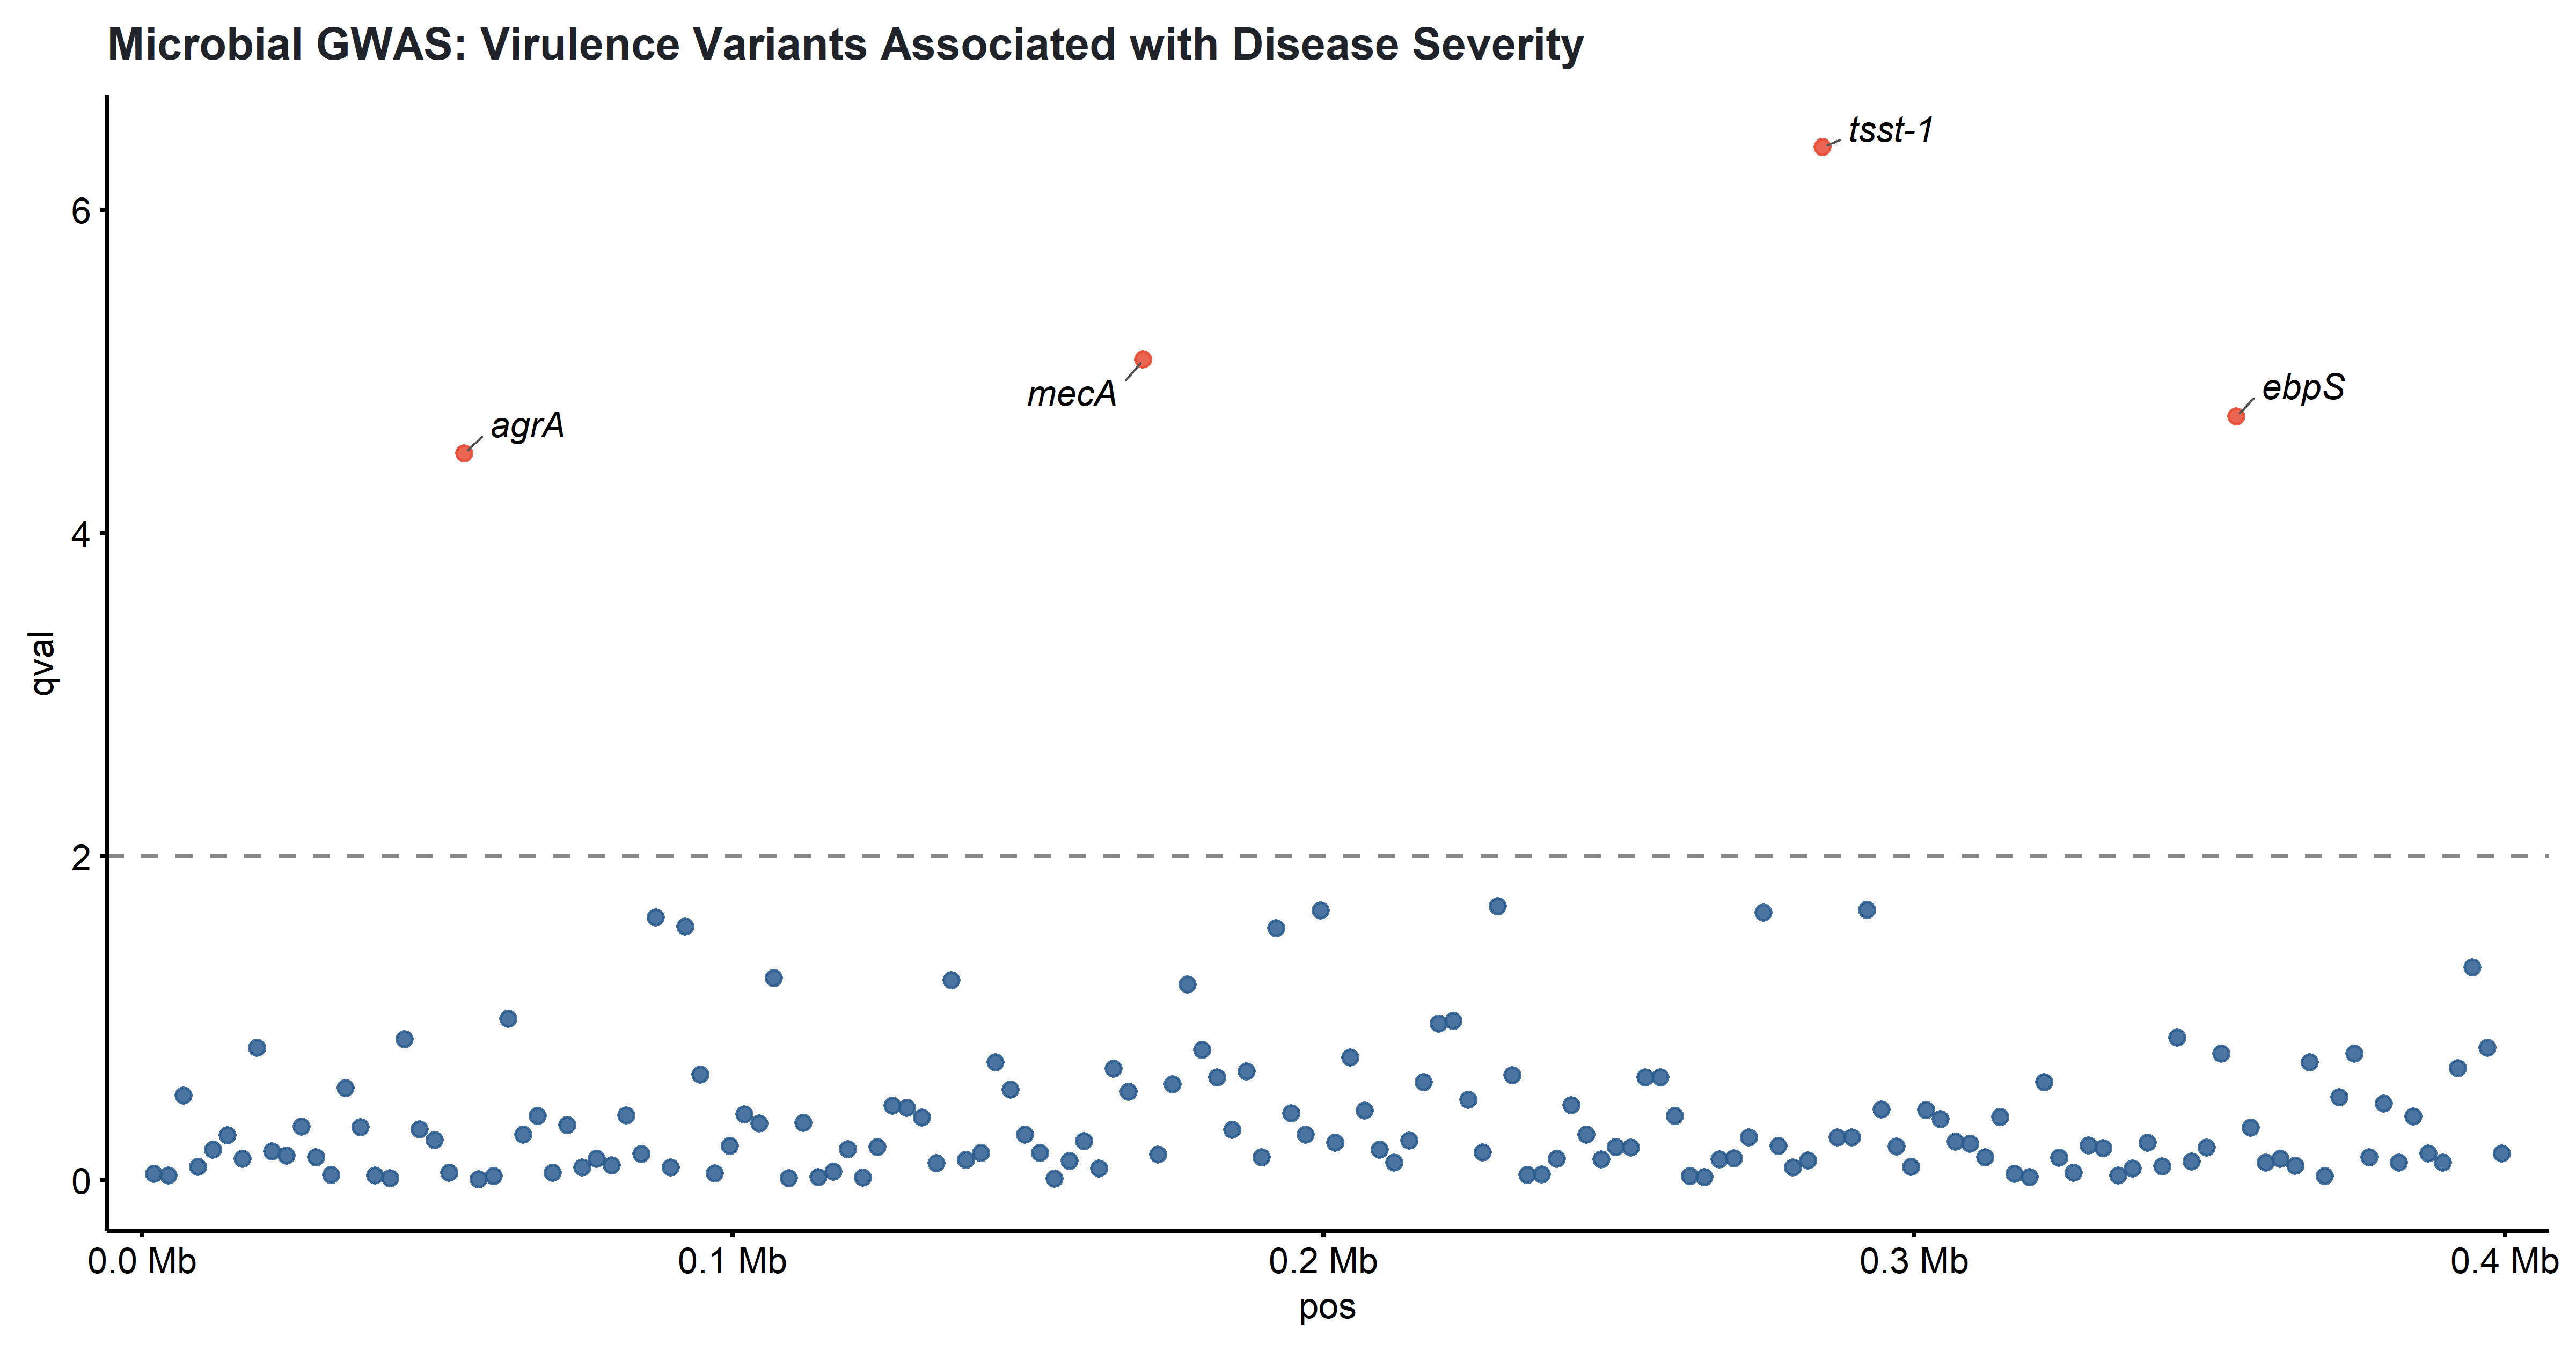 Microbial GWAS: Virulence Variants Associated with Disease Severity
tsst-1
6
mecA
ebpS
agrA
4
qval
2
0
0.0 Mb 0.1 Mb 0.2 Mb 0.3 Mb 0.4 Mb
pos